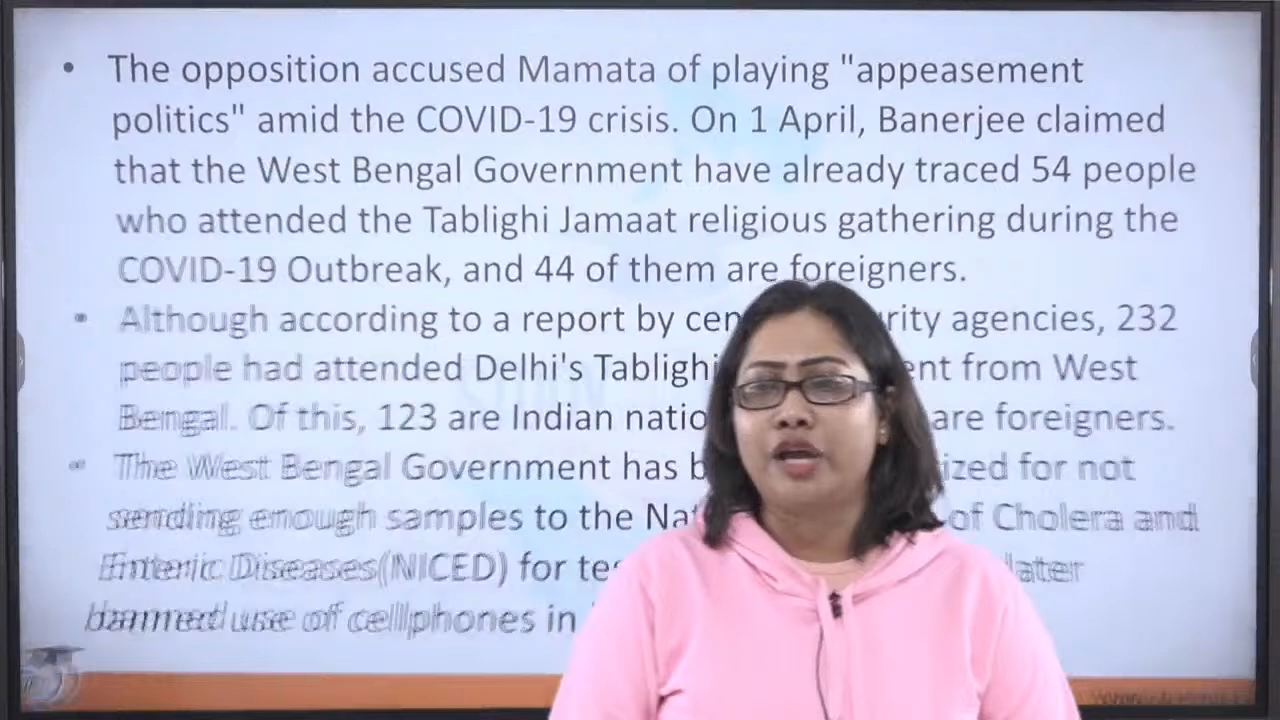 • The opposition accused Mamata of playing "appeasement
politics" amid the COVID-19 crisis. On 1 April, Banerjee claimed
that the West Bengal Government have already traced 54 people
who attended the Tablighi Jamaat religious gathering during the
COVID-19 Outbreak, and 44 of them are foreigners.
• Although according to a report by cen rity agencies, 232
people had attended Delhi's Tablighi ent from West
Bengal. Of this, 123 are Indian natio are foreigners.
• The West Bengal Government has b ized for not
sending enough samples to the Nat of Cholera and
Enteric Diseases(NICED) for tes later
banned use of cellphones in